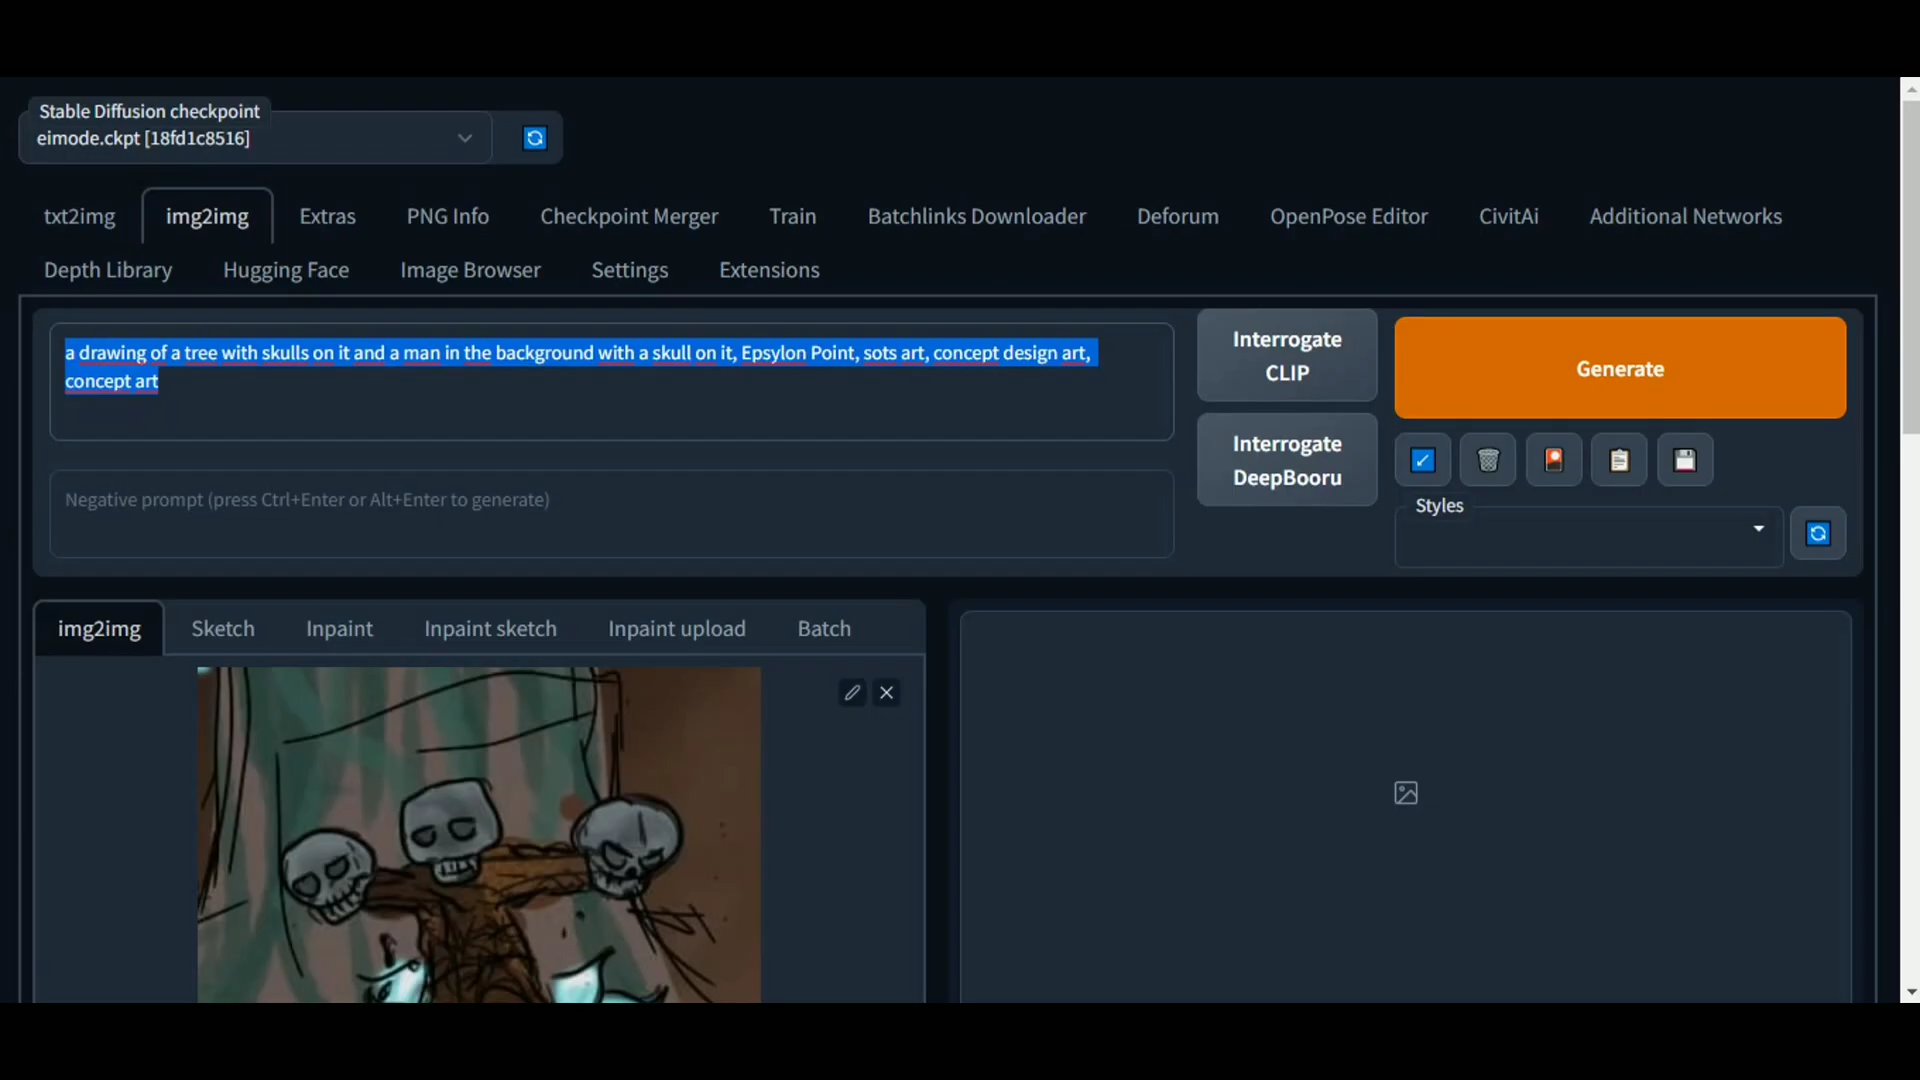 Stable Diffusion checkpoint
eimode.ckpt [18fd1c8516]
txt2img img2img Extras PNG Info Checkpoint Merger Train Batchlinks Downloader Deforum OpenPose Editor CivitAi Additional Networks
Depth Library Hugging Face Image Browser Settings Extensions
a drawing of a tree with skulls on it and a man in the background with a skull on it, Epsylon Point, sots art, concept design art,
concept art
Negative prompt (press Ctrl+Enter or Alt+Enter to generate)
Interrogate
CLIP
Interrogate
DeepBooru
Generate
Styles
img2img Sketch Inpaint Inpaint sketch Inpaint upload Batch